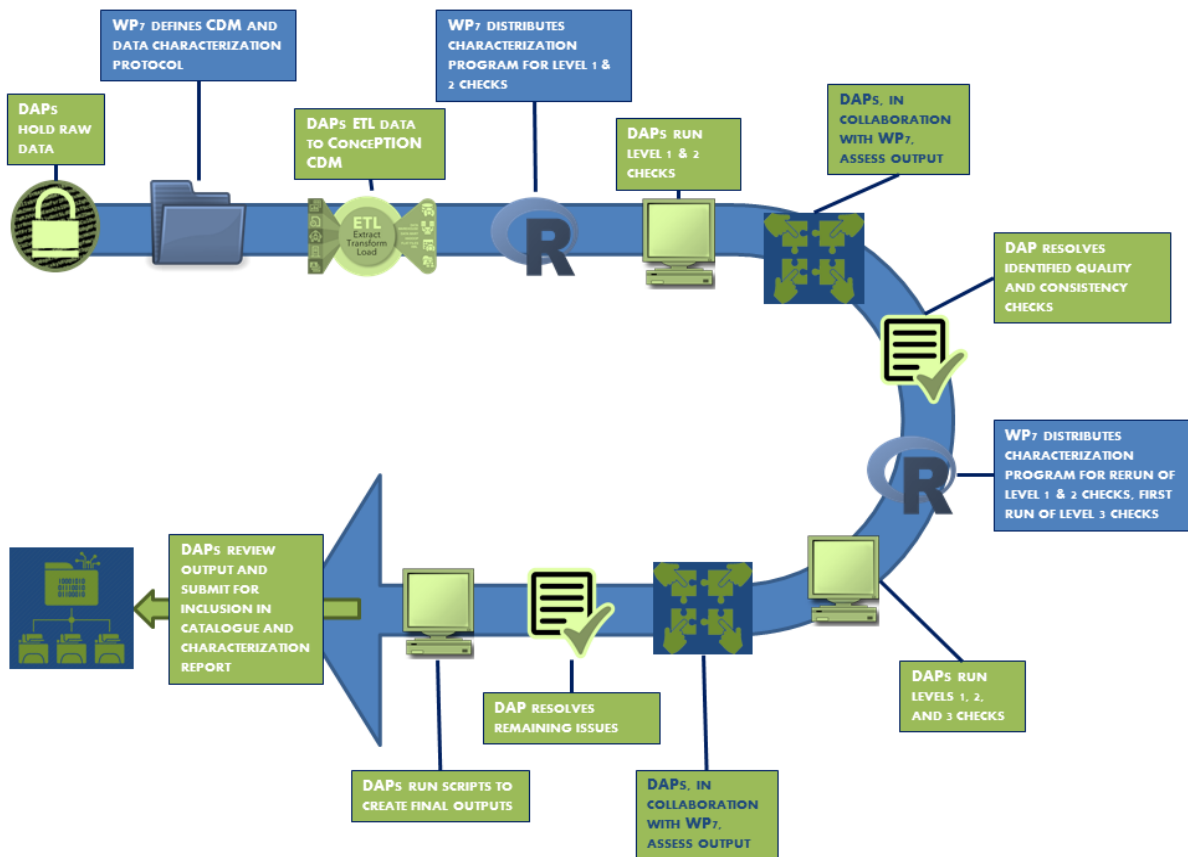 DAPs
HOLD RAW
DATA
WP7 DEFINES CDM AND
DATA CHARACTERIZATION
PROTOCOL
DAPs ETL DATA
TO CONCEPTION
CDM
ETL
Extract
Transform
Load
WP7 DISTRIBUTES
CHARACTERIZATION
PROGRAM FOR LEVEL 1 &
2 CHECKS
R
DAPs RUN
LEVEL 1 & 2
CHECKS
DAPs, IN
COLLABORATION
WITH WP7,
ASSESS OUTPUT
DAP RESOLVES
IDENTIFIED QUALITY
AND CONSISTENCY
CHECKS
WP7 DISTRIBUTES
CHARACTERIZATION
PROGRAM FOR RERUN OF
LEVEL 1 & 2 CHECKS, FIRST
RUN OF LEVEL 3 CHECKS
R
DAPs RUN
LEVELS 1, 2,
AND 3 CHECKS
DAPs, IN
COLLABORATION
WITH WP7,
ASSESS OUTPUT
DAP RESOLVES
REMAINING ISSUES
DAPs RUN SCRIPTS TO
CREATE FINAL OUTPUTS
DAPs REVIEW
OUTPUT AND
SUBMIT FOR
INCLUSION IN
CATALOGUE AND
CHARACTERIZATION
REPORT